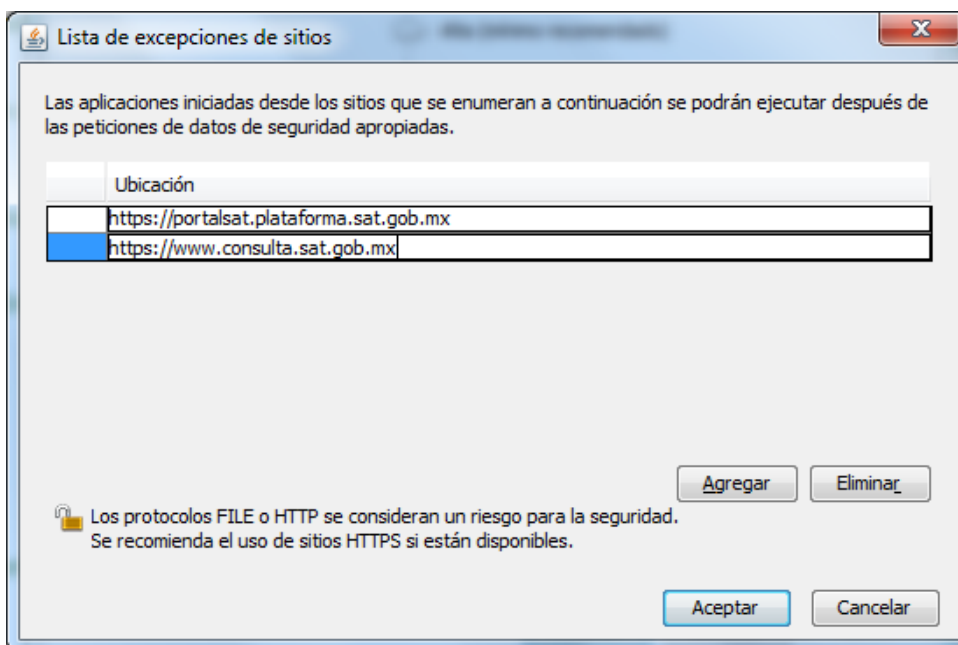 Lista de excepciones de sitios
Las aplicaciones iniciadas desde los sitios que se enumeran a continuación se podrán ejecutar después de
las peticiones de datos de seguridad apropiadas.
Ubicación
https://portalsat.plataforma.sat.gob.mx
https://www.consulta.sat.gob.mx
Agregar
Eliminar
Los protocolos FILE o HTTP se consideran un riesgo para la seguridad.
Se recomienda el uso de sitios HTTPS si están disponibles.
Aceptar
Cancelar